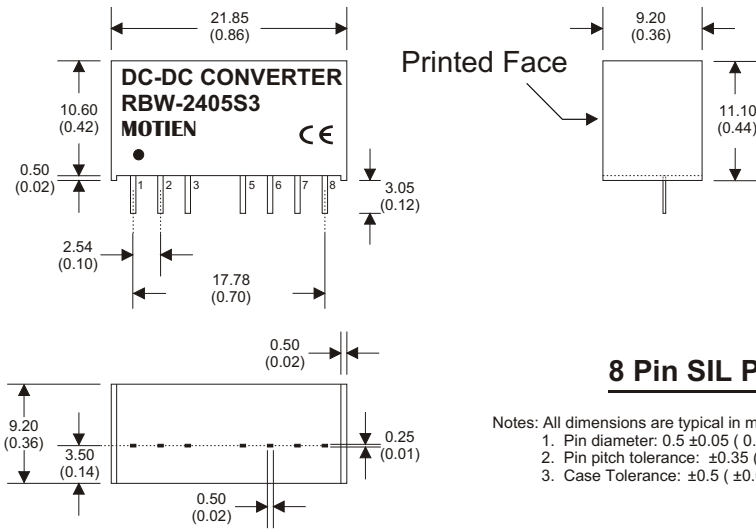 21.85
(0.86)
9.20
(0.36)
Printed Face
DC-DC CONVERTER
RBW-2405S3
MOTIEN
CE
10.60
(0.42)
11.10
(0.44)
0.50
(0.02)
1 2 3 5 6 7 8
3.05
(0.12)
2.54
(0.10)
17.78
(0.70)
0.50
(0.02)
8 Pin SIL P
9.20
(0.36)
3.50
(0.14)
0.25
(0.01)
0.50
(0.02)
Notes: All dimensions are typical in m
1. Pin diameter: 0.5 ±0.05 ( 0.
2. Pin pitch tolerance: ±0.35 (
3. Case Tolerance: ±0.5 ( ±0.